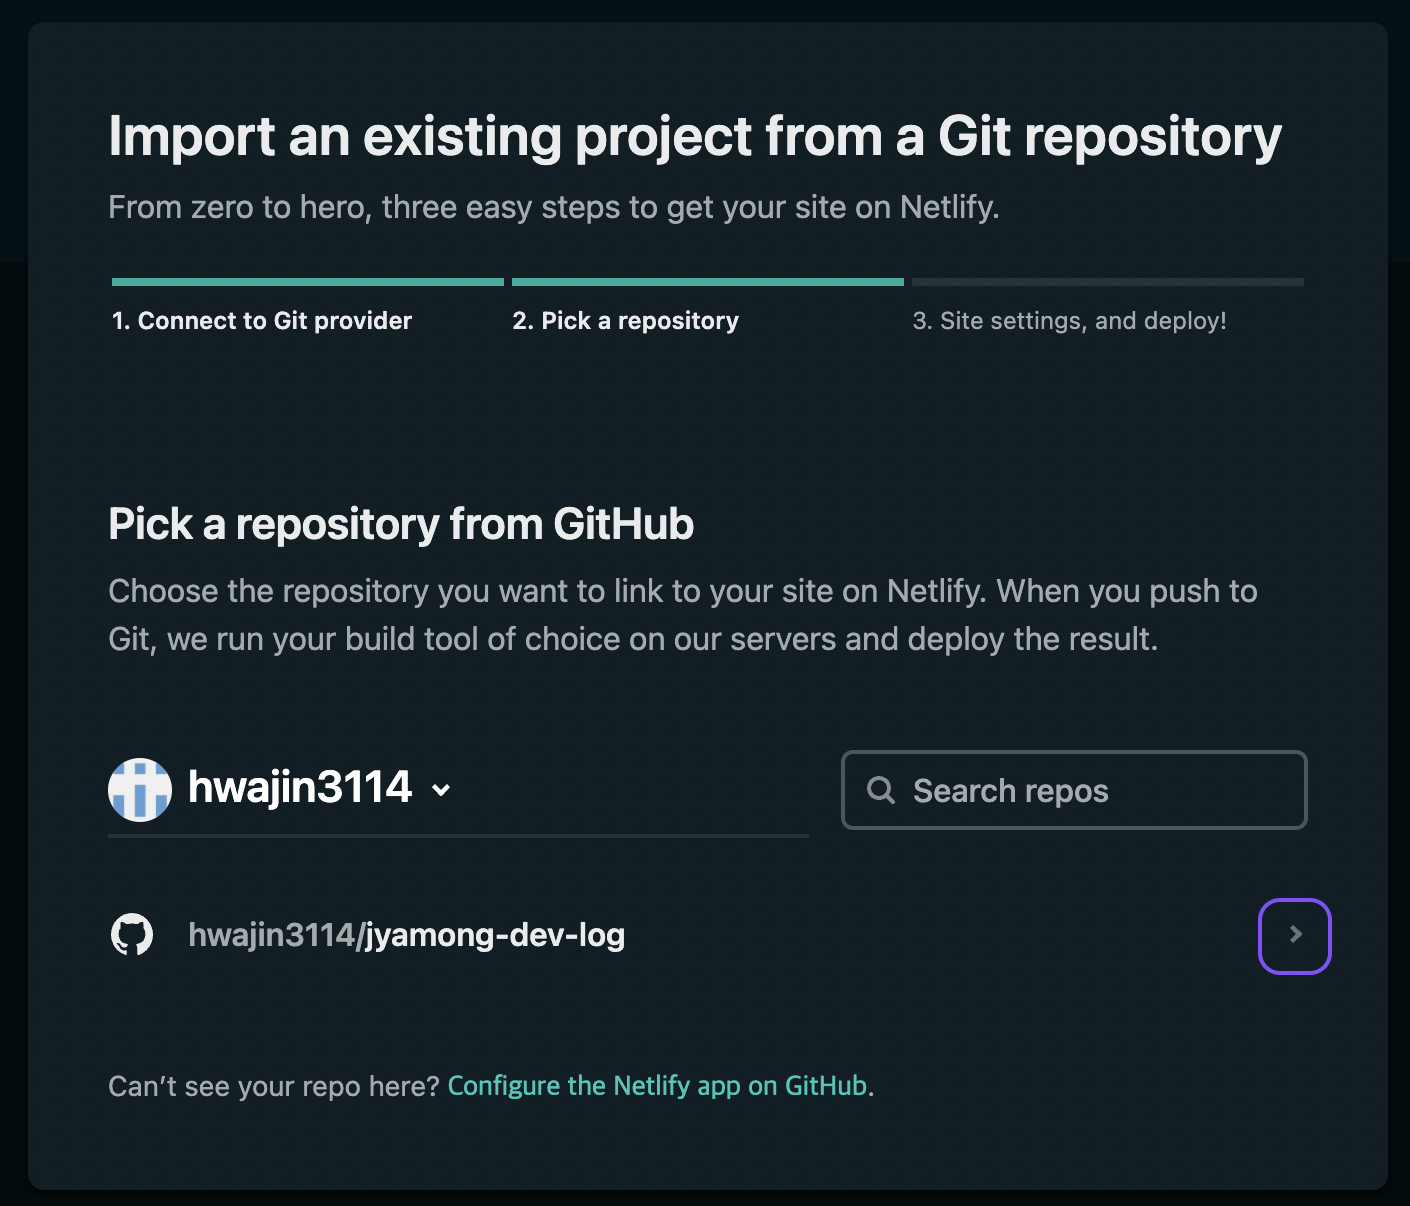 Import an existing project from a Git repository
From zero to hero, three easy steps to get your site on Netlify.
1. Connect to Git provider
2. Pick a repository
3. Site settings, and deploy!
Pick a repository from GitHub
Choose the repository you want to link to your site on Netlify. When you push to
Git, we run your build tool of choice on our servers and deploy the result.
hwajin3114
Search repos
hwajin3114/jyamong-dev-log
Can’t see your repo here? Configure the Netlify app on GitHub.